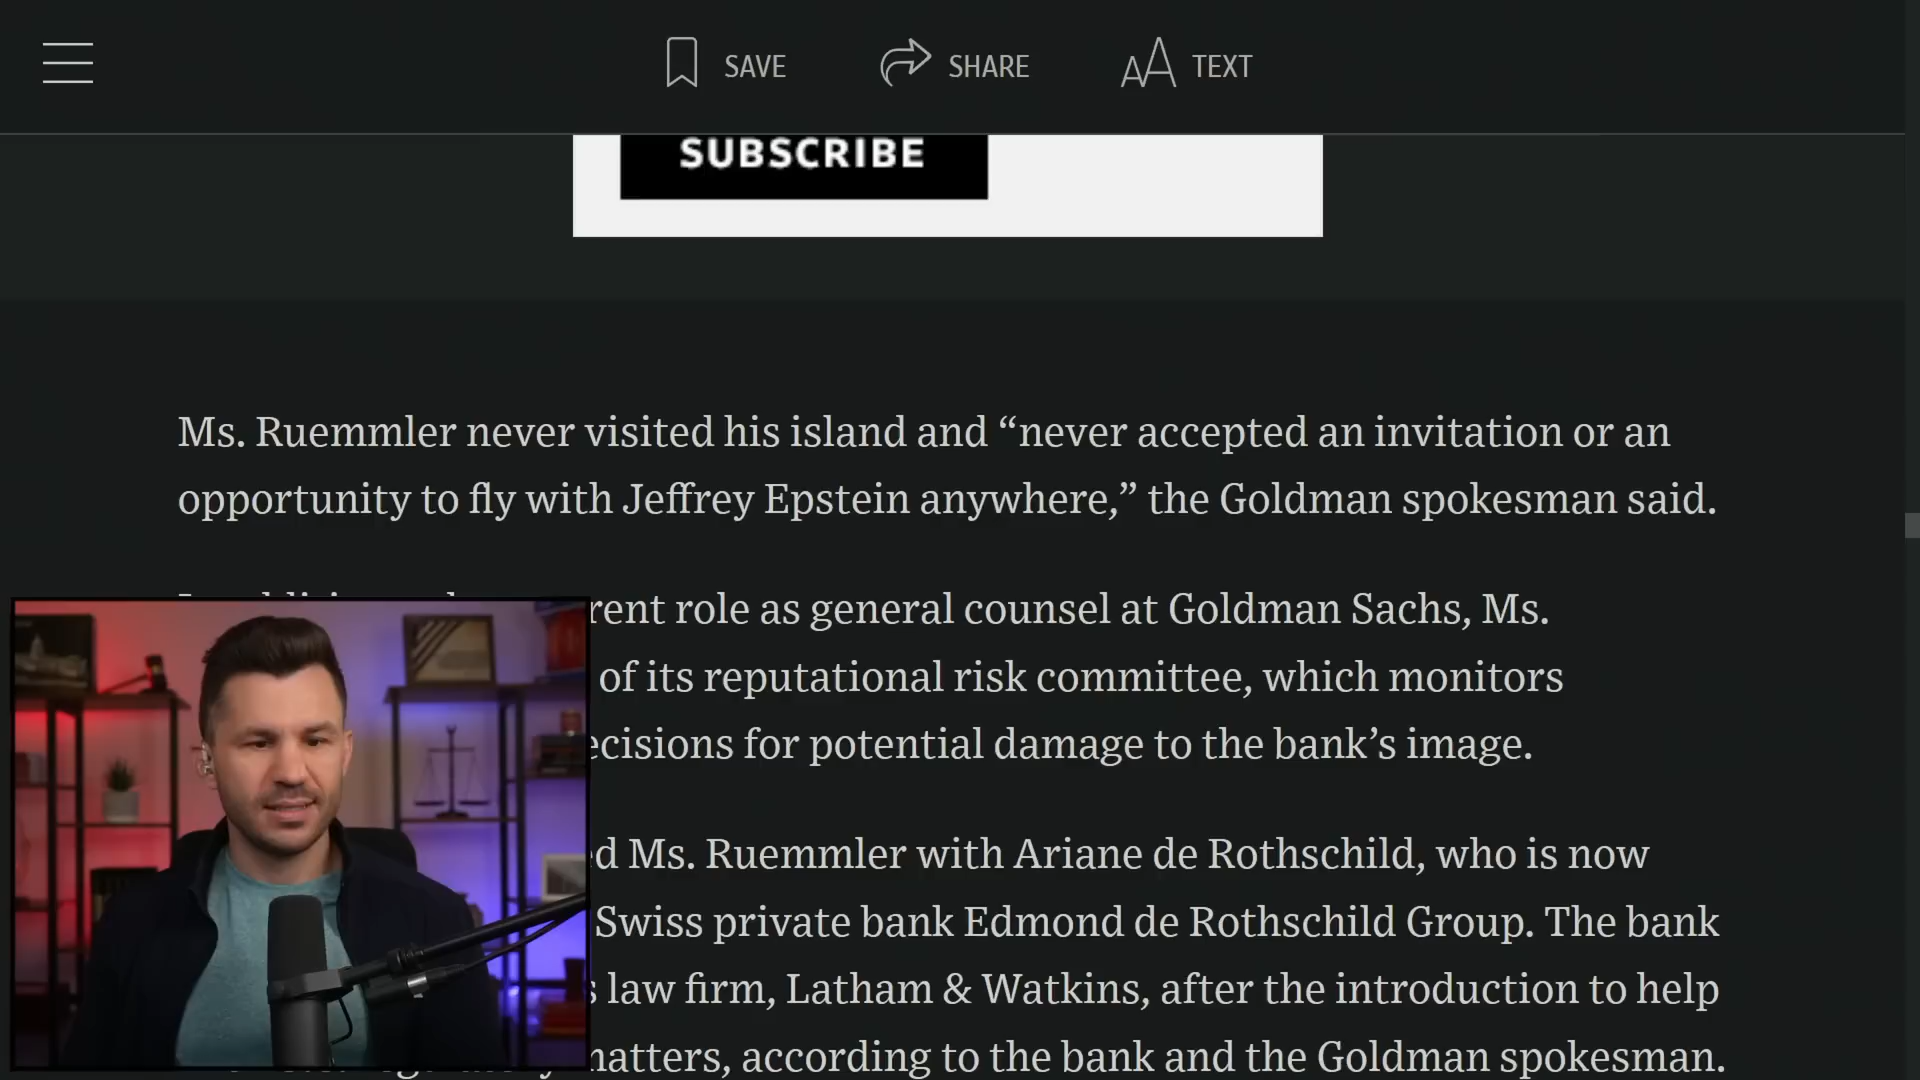 SAVE
SHARE
TEXT
SUBSCRIBE
Ms. Ruemmler never visited his island and “never accepted an invitation or an
opportunity to fly with Jeffrey Epstein anywhere,” the Goldman spokesman said.
role as general counsel at Goldman Sachs, Ms.
of its reputational risk committee, which monitors
for potential damage to the bank’s image.
Ms. Ruemmler with Ariane de Rothschild, who is now
Swiss private bank Edmond de Rothschild Group. The bank
law firm, Latham & Watkins, after the introduction to help
according to the bank and the Goldman spokesman.